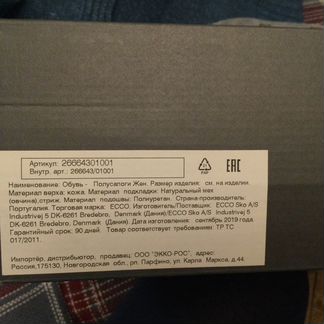 Артикул: 26664301001
Внутр. арт.: 266643/01001
PAP
EAC
Наименование: Обувь - Полусапоги Жен. Размер изделия: см. на изделии.
Материал верха: кожа. Материал подкладки: Натуральный мех
(овчина),стриж. Материал подошвы: Полиуретан. Страна производитель:
Португалия. Торговая марка: ECCO. Изготовитель/Поставщик: ECCO Sko A/S
Industrivej 5 DK-6261 Bredebro, Denmark (Дания)/ECCO Sko A/S Industrivej 5
DK-6261 Bredebro, Denmark (Дания). Дата изготовления: сентябрь 2019 года.
Гарантийный срок: 90 дней. Товар соответствует требованиям: ТР ТС
017/2011.
Импортёр, дистрибьютор, продавец: ООО "ЭККО-РОС", адрес:
Россия,175130, Новгородская обл., рп. Парфино, ул. Карла Маркса, д.44.